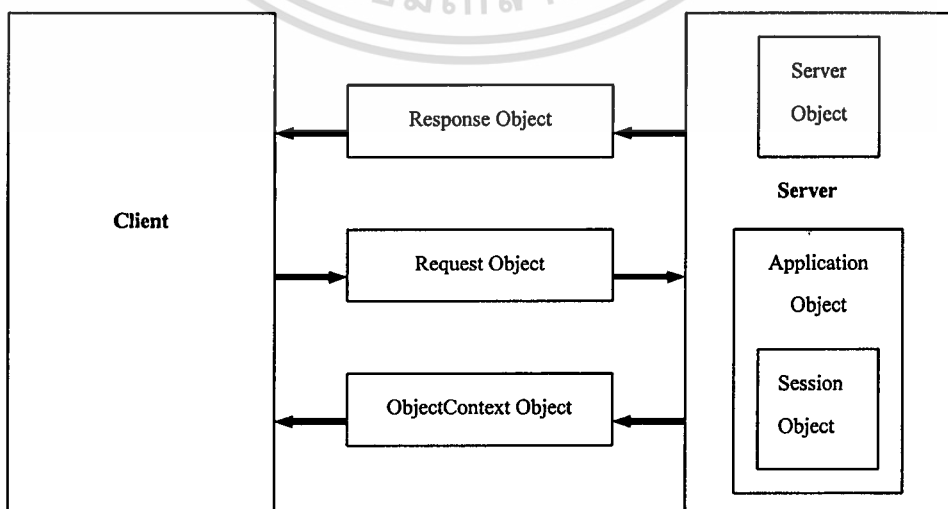 Server
Object
Response Object
Server
Client
Request Object
Application
Object
ObjectContext Object
Session
Object